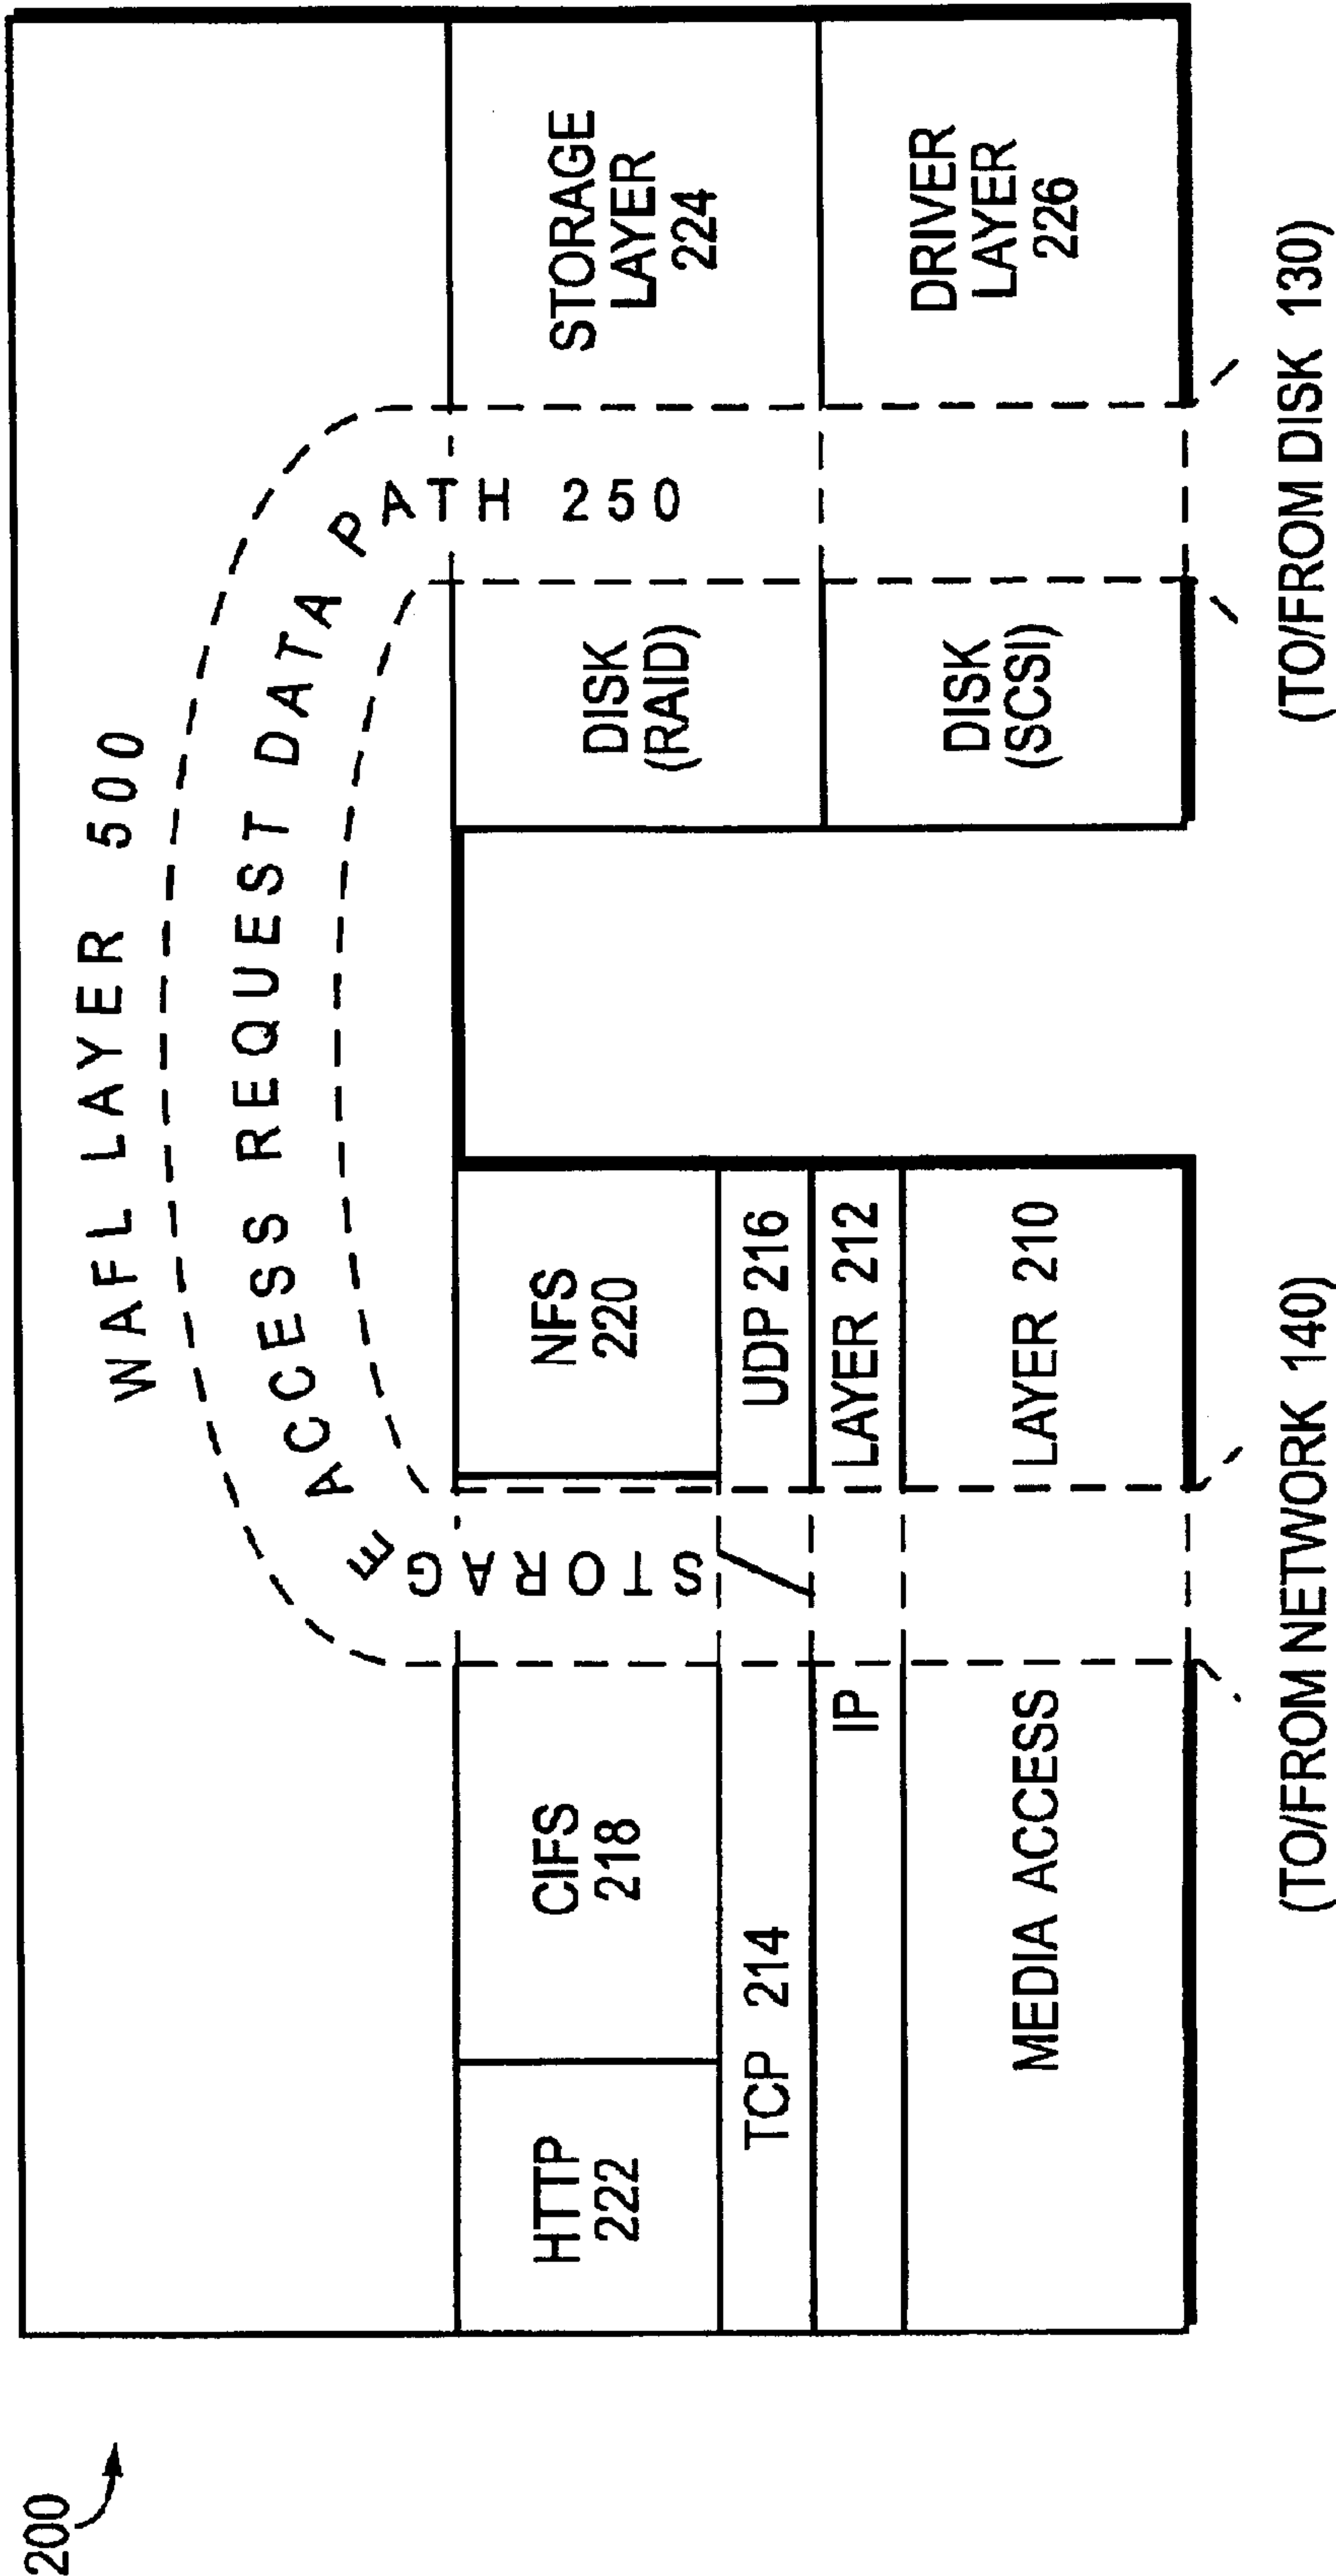 200
WAFL LAYER 500
STORAGE ACCESS REQUEST DATA PATH 250
HTTP
222
CIFS
218
NFS
220
TCP 214
UDP 216
IP
LAYER 212
MEDIA ACCESS
LAYER 210
(TO/FROM NETWORK 140)
DISK
(RAID)
STORAGE
LAYER
224
DISK
(SCSI)
DRIVER
LAYER
226
(TO/FROM DISK 130)